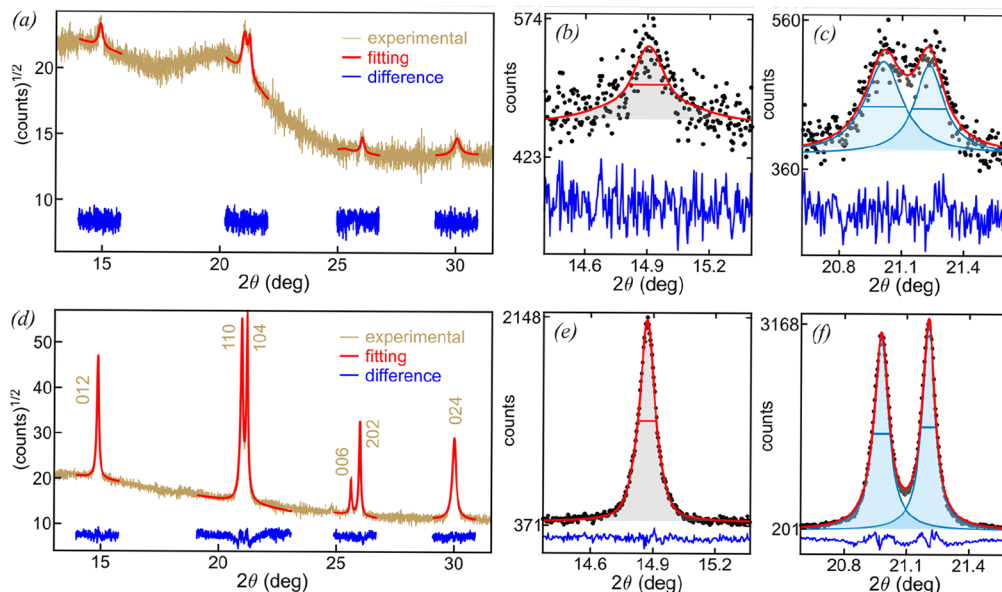 (a)
experimental
fitting
difference
(counts)1/2
20
15
10
15
20
25
30
2θ (deg)
(b)
574
423
counts
14.6
14.9
15.2
2θ (deg)
(c)
560
360
counts
20.8
21.1
21.4
2θ (deg)
(d)
experimental
fitting
difference
(counts)1/2
50
40
30
20
10
012
110
104
006
202
024
15
20
25
30
2θ (deg)
(e)
2148
371
counts
14.6
14.9
15.2
2θ (deg)
(f)
3168
201
counts
20.8
21.1
21.4
2θ (deg)